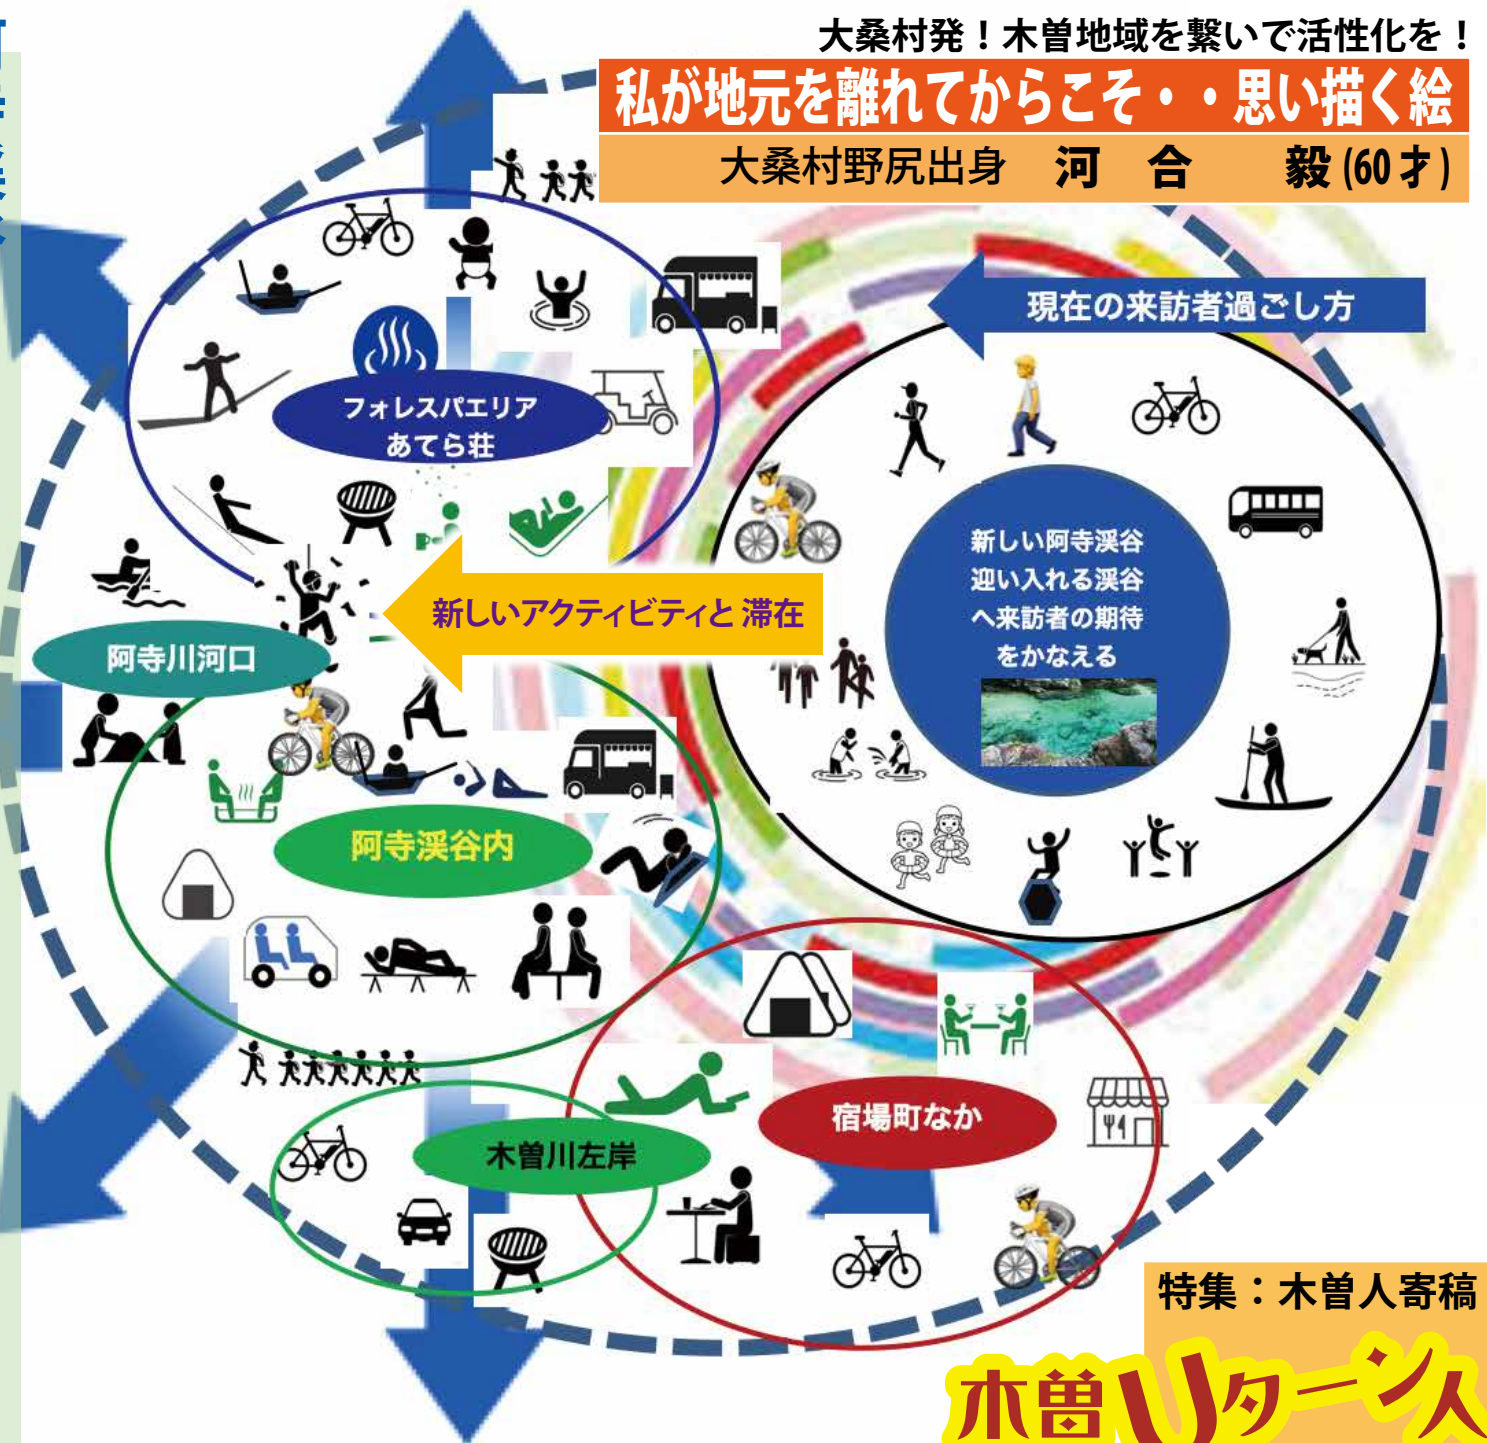 大桑村発！木曽地域を繋いで活性化を！
私が地元を離れてからこそ・・思い描く絵
大桑村野尻出身 河 合 毅 (60才)
現在の来訪者過ごし方
フォレスパエリア
あてら荘
新しい阿寺渓谷
迎い入れる渓谷
へ来訪者の期待
をかなえる
新しいアクティビティと 滞在
阿寺川河口
阿寺渓谷内
宿場町なか
木曽川左岸
特集：木曽人寄稿
木曽Uターン人